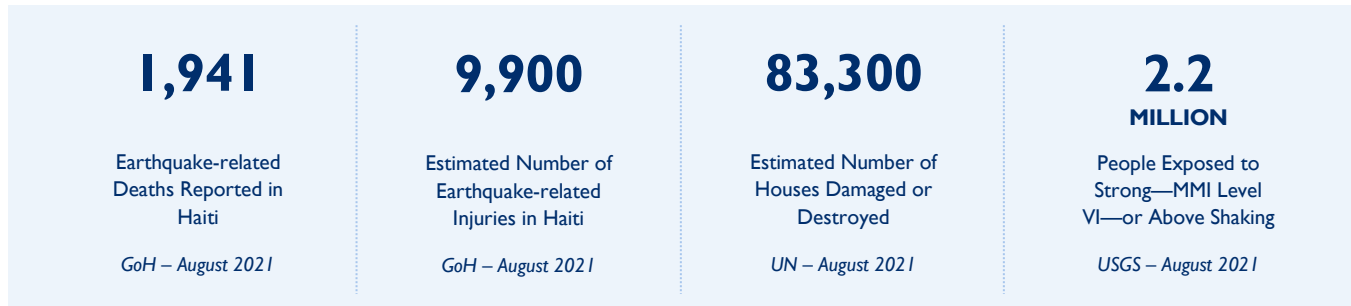 1,941
Earthquake-related
Deaths Reported in
Haiti
GoH – August 2021
9,900
Estimated Number of
Earthquake-related
Injuries in Haiti
GoH – August 2021
83,300
Estimated Number of
Houses Damaged or
Destroyed
UN – August 2021
2.2
MILLION
People Exposed to
Strong—MMI Level
VI—or Above Shaking
USGS – August 2021